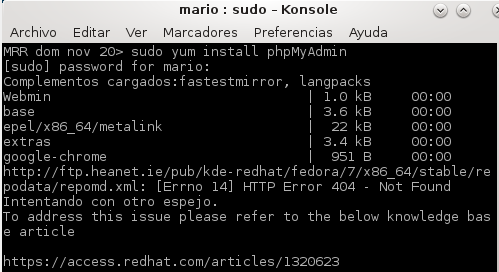 mario : sudo – Konsole
Archivo Editar Ver Marcadores Preferencias Ayuda
MRR dom nov 20> sudo yum install phpMyAdmin
[sudo] password for mario:
Complementos cargados:fastestmirror, langpacks
Webmin | 1.0 kB 00:00
base | 3.6 kB 00:00
epel/x86_64/metalink | 22 kB 00:00
extras | 3.4 kB 00:00
google-chrome | 951 B 00:00
http://ftp.heanet.ie/pub/kde-redhat/fedora/7/x86_64/stable/re
podata/repomd.xml: [Errno 14] HTTP Error 404 - Not Found
Intentando con otro espejo.
To address this issue please refer to the below knowledge bas
e article
https://access.redhat.com/articles/1320623